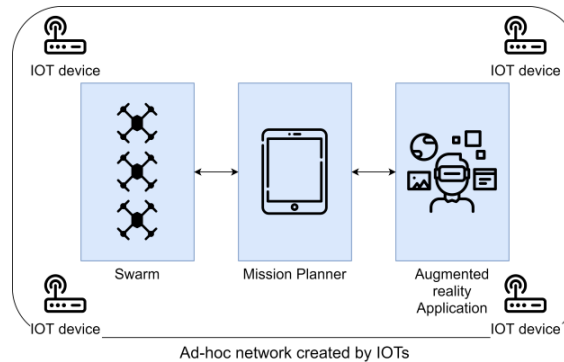 IOT device
IOT device
Swarm
Mission Planner
Augmented
reality
Application
IOT device
IOT device
Ad-hoc network created by IOTs